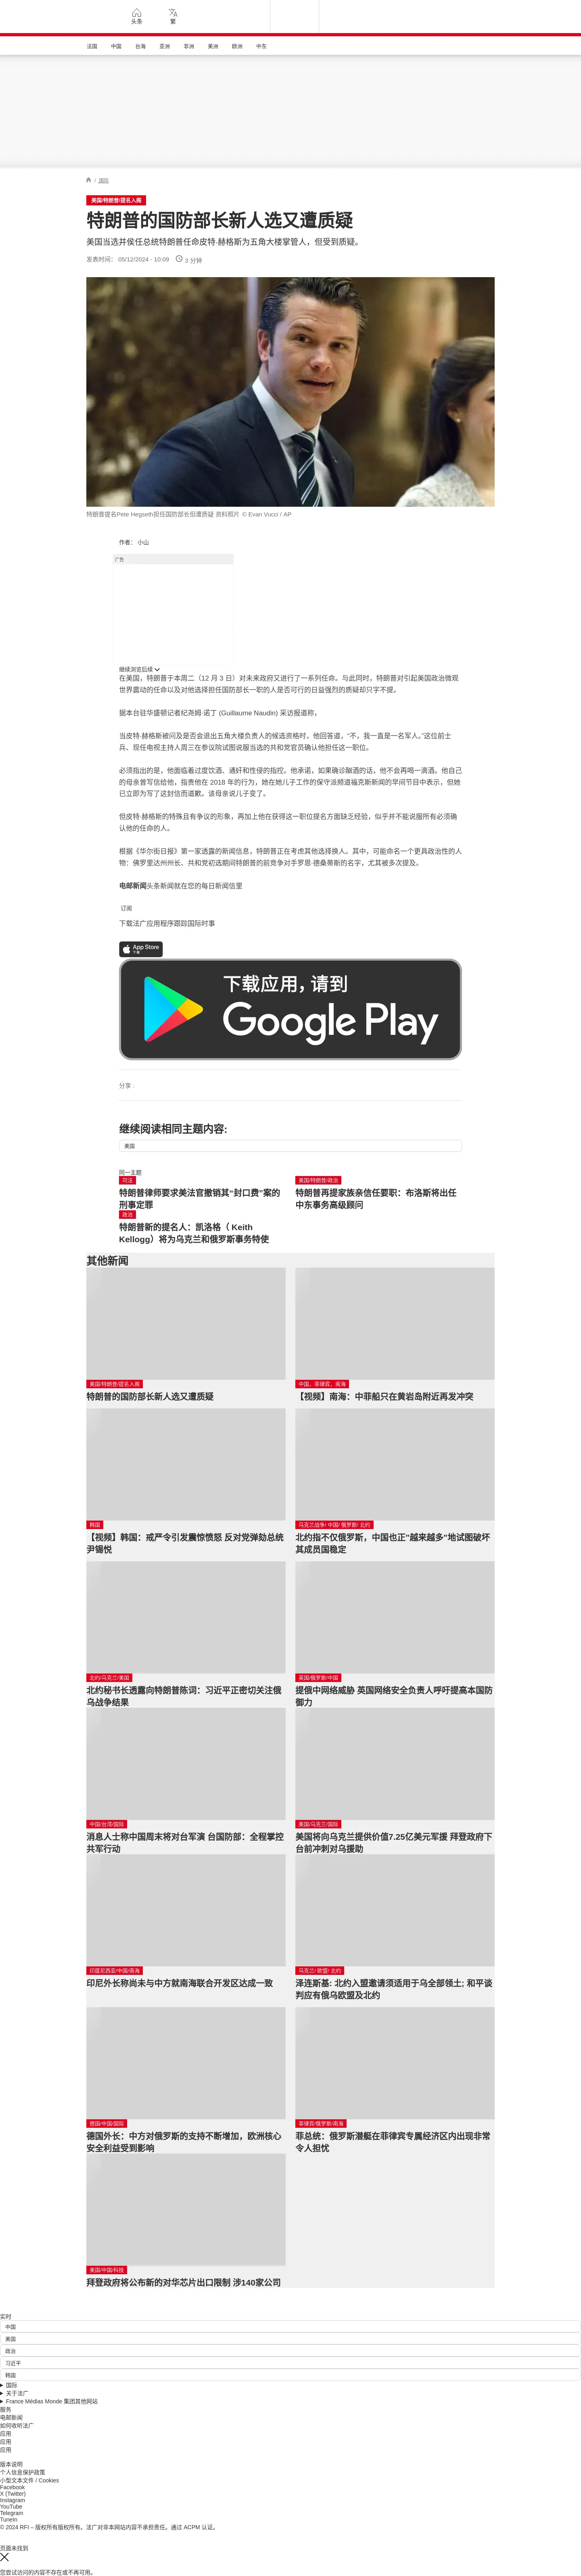 头条
繁
法国
中国
台海
亚洲
非洲
美洲
欧洲
中东
/ 国际
美国/特朗普/提名入阁
特朗普的国防部长新人选又遭质疑
美国当选并侯任总统特朗普任命皮特·赫格斯为五角大楼掌管人，但受到质疑。
发表时间： 05/12/2024 - 10:09
3 分钟
特朗普提名Pete Hegseth担任国防部长但遭质疑 资料照片 © Evan Vucci / AP
作者： 小山
广告
继续浏览后续
在美国，特朗普于本周二（12 月 3 日）对未来政府又进行了一系列任命。与此同时，特朗普对引起美国政治微观
世界震动的任命以及对他选择担任国防部长一职的人是否可行的日益强烈的质疑却只字不提。
据本台驻华盛顿记者纪尧姆·诺丁 (Guillaume Naudin) 采访报道称，
当皮特·赫格斯被问及是否会退出五角大楼负责人的候选资格时，他回答道，“不，我一直是一名军人。”这位前士
兵、现任电视主持人周三在参议院试图说服当选的共和党官员确认他担任这一职位。
必须指出的是，他面临着过度饮酒、通奸和性侵的指控。他承诺，如果确诊酗酒的话，他不会再喝一滴酒。他自己
的母亲曾写信给他，指责他在 2018 年的行为，她在她儿子工作的保守派频道福克斯新闻的早间节目中表示，但她
已立即为写了这封信而道歉。该母亲说儿子变了。
但皮特·赫格斯的特殊且有争议的形象，再加上他在获得这一职位提名方面缺乏经验，似乎并不能说服所有必须确
认他的任命的人。
根据《华尔街日报》第一家透露的新闻信息，特朗普正在考虑其他选择换人。其中，可能命名一个更具政治性的人
物：佛罗里达州州长、共和党初选期间特朗普的前竞争对手罗恩·德桑蒂斯的名字，尤其被多次提及。
电邮新闻头条新闻就在您的每日新闻信里
订阅
下载法广应用程序跟踪国际时事
App Store
下载
下载应用，请到
Google Play
分享 :
继续阅读相同主题内容:
美国
同一主题
司法
特朗普律师要求美法官撤销其“封口费”案的
刑事定罪
美国/特朗普/政治
特朗普再提家族亲信任要职：布洛斯将出任
中东事务高级顾问
政治
特朗普新的提名人：凯洛格（ Keith
Kellogg）将为乌克兰和俄罗斯事务特使
其他新闻
美国/特朗普/提名入阁
特朗普的国防部长新人选又遭质疑
中国、菲律宾、南海
【视频】南海：中菲船只在黄岩岛附近再发冲突
韩国
【视频】韩国：戒严令引发震惊愤怒 反对党弹劾总统
尹锡悦
乌克兰战争/ 中国/ 俄罗斯/ 北约
北约指不仅俄罗斯，中国也正"越来越多"地试图破坏
其成员国稳定
北约/乌克兰/美国
北约秘书长透露向特朗普陈词：习近平正密切关注俄
乌战争结果
英国/俄罗斯/中国
提俄中网络威胁 英国网络安全负责人呼吁提高本国防
御力
中国/台湾/国际
消息人士称中国周末将对台军演 台国防部：全程掌控
共军行动
美国/乌克兰/国际
美国将向乌克兰提供价值7.25亿美元军援 拜登政府下
台前冲刺对乌援助
印度尼西亚/中国/南海
印尼外长称尚未与中方就南海联合开发区达成一致
乌克兰/ 欧盟/ 北约
泽连斯基: 北约入盟邀请须适用于乌全部领土; 和平谈
判应有俄乌欧盟及北约
德国/中国/国际
德国外长：中方对俄罗斯的支持不断增加，欧洲核心
安全利益受到影响
菲律宾/俄罗斯/南海
菲总统：俄罗斯潜艇在菲律宾专属经济区内出现非常
令人担忧
美国/中国/科技
拜登政府将公布新的对华芯片出口限制 涉140家公司
实时
中国
美国
政治
习近平
韩国
国际
关于法广
France Médias Monde 集团其他网站
服务
电邮新闻
如何收听法广
应用
应用
应用
版本说明
个人信息保护政策
小型文本文件 / Cookies
Facebook
X (Twitter)
Instagram
YouTube
Telegram
TuneIn
© 2024 RFI – 版权所有版权所有。法广对非本网站内容不承担责任。通过 ACPM 认证。
页面未找到
您尝试访问的内容不存在或不再可用。